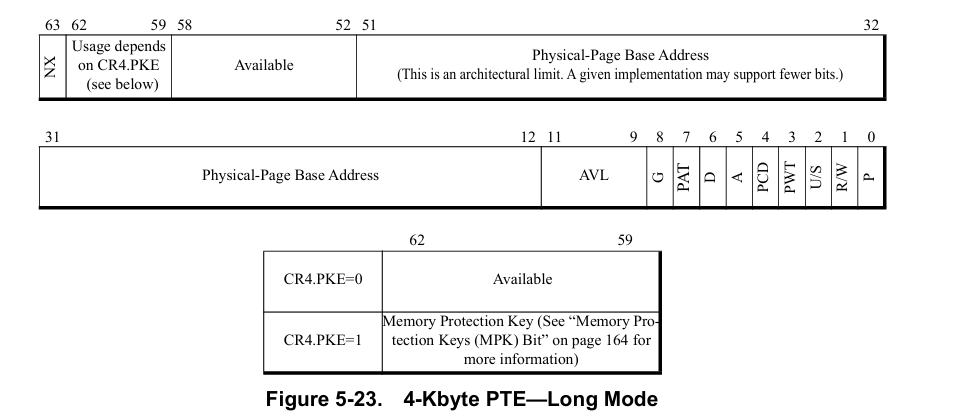 63 62 59 58 52 51 32
NX
Usage depends
on CR4.PKE
(see below)
Available
Physical-Page Base Address
(This is an architectural limit. A given implementation may support fewer bits.)
31 12 11 9 8 7 6 5 4 3 2 1 0
Physical-Page Base Address AVL G PAT D A PCD PWT U/S R/W P
62 59
CR4.PKE=0 Available
CR4.PKE=1
Memory Protection Key (See “Memory Pro-
tection Keys (MPK) Bit” on page 164 for
more information)
Figure 5-23. 4-Kbyte PTE—Long Mode